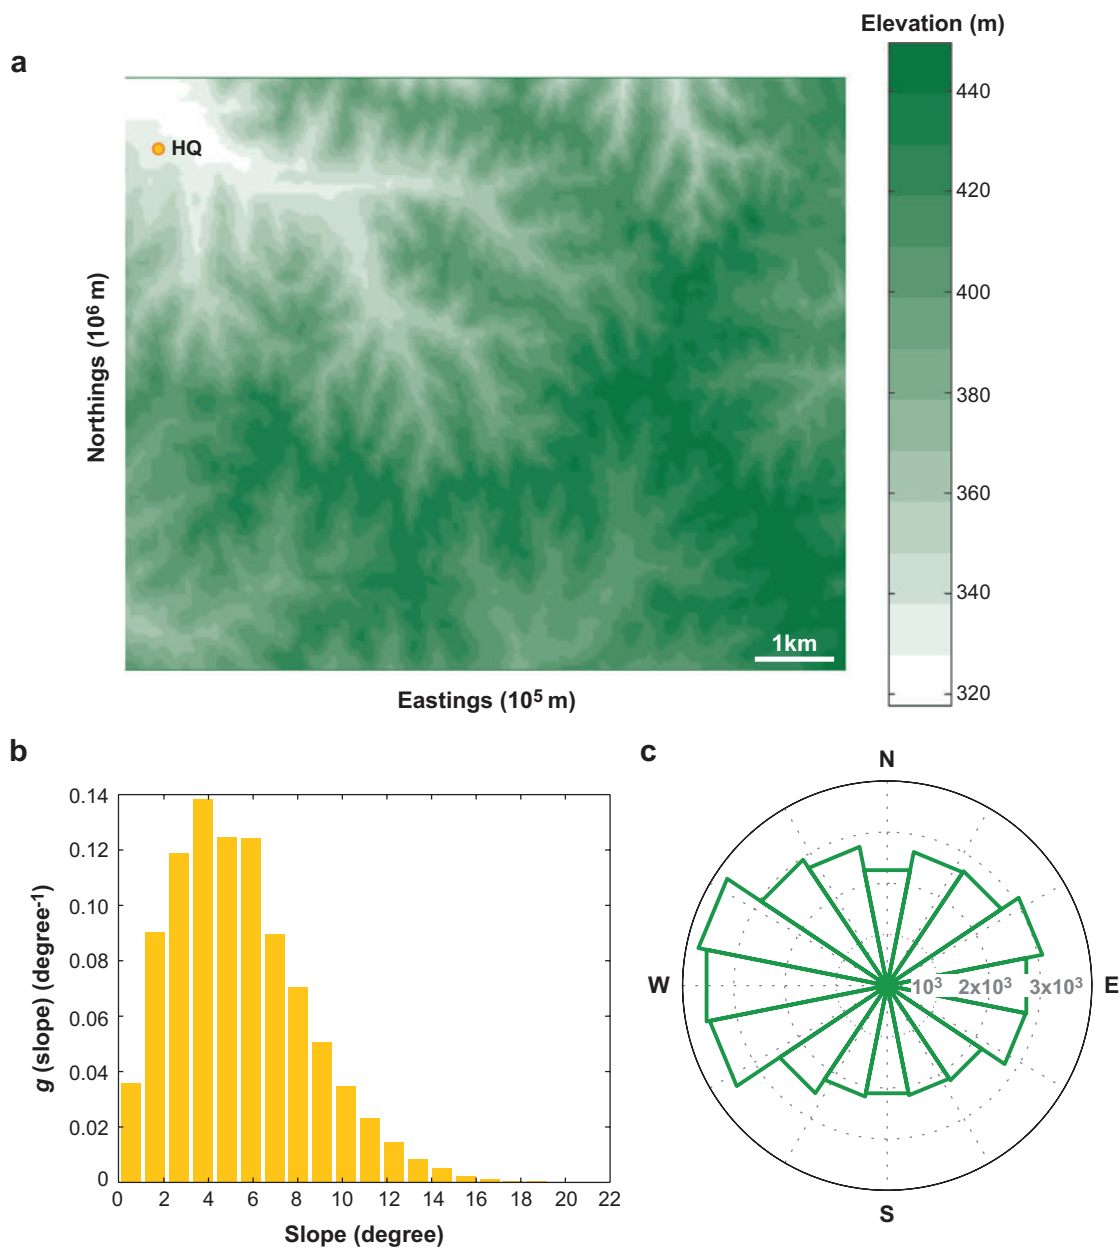 a
Elevation (m)
HQ
Northings (10⁶ m)
Eastings (10⁵ m)
1km
440
420
400
380
360
340
320
b
g (slope) (degree⁻¹)
0.14
0.12
0.10
0.08
0.06
0.04
0.02
0
0 2 4 6 8 10 12 14 16 18 20 22
Slope (degree)
c
N
W
10³ 2x10³ 3x10³
E
S